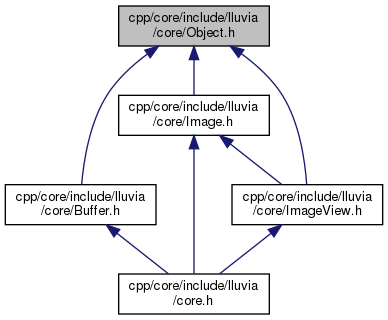 cpp/core/include/lluvia
/core/Object.h
cpp/core/include/lluvia
/core/Image.h
cpp/core/include/lluvia
/core/Buffer.h
cpp/core/include/lluvia
/core/ImageView.h
cpp/core/include/lluvia
/core.h